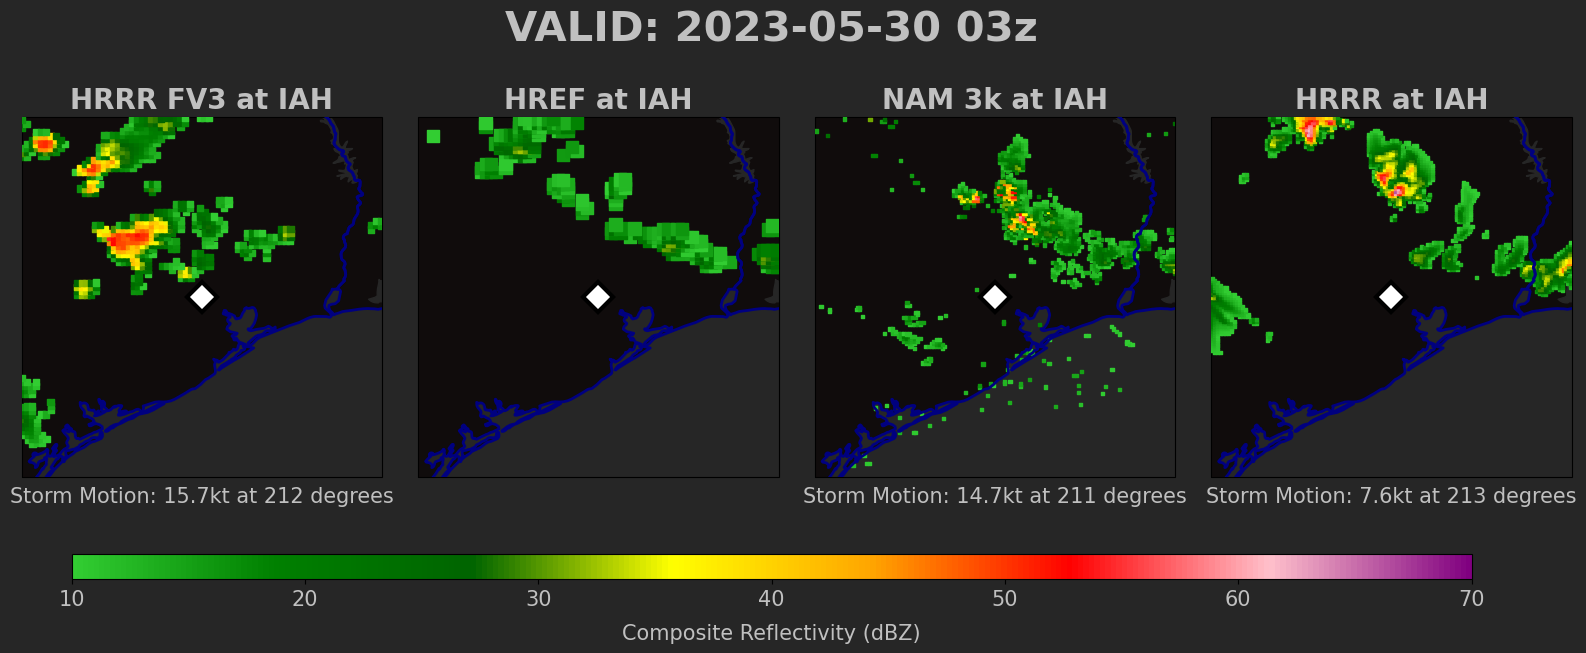 VALID: 2023-05-30 03z
HRRR FV3 at IAH
HREF at IAH
NAM 3k at IAH
HRRR at IAH
Storm Motion: 15.7kt at 212 degrees
Storm Motion: 14.7kt at 211 degrees
Storm Motion: 7.6kt at 213 degrees
10 20 30 40 50 60 70
Composite Reflectivity (dBZ)